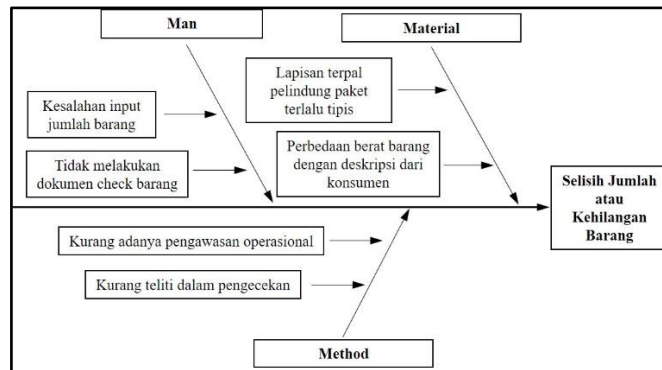 Man
Material
Kesalahan input
jumlah barang
Tidak melakukan
dokumen check barang
Lapisan terpal
pelindung paket
terlalu tipis
Perbedaan berat barang
dengan deskripsi dari
konsumen
Selisih Jumlah
atau
Kehilangan
Barang
Kurang adanya pengawasan operasional
Kurang teliti dalam pengecekan
Method